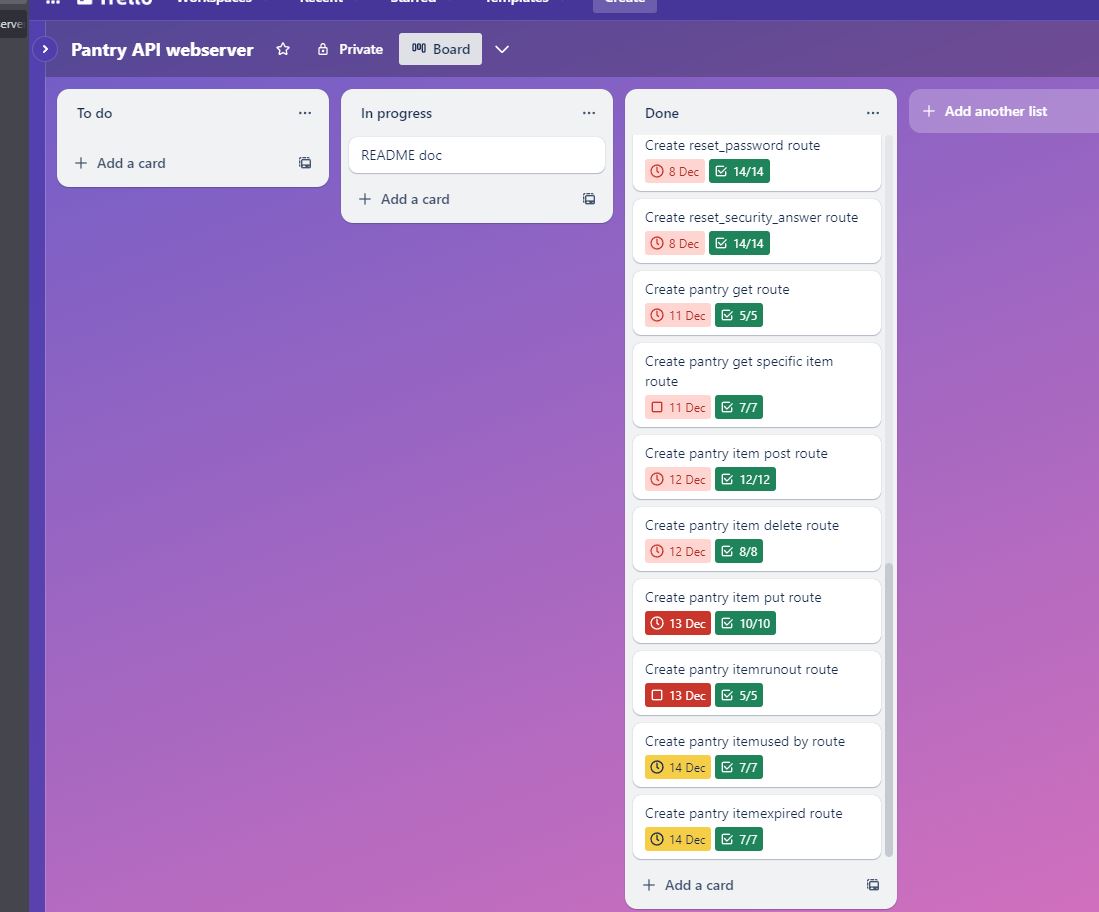 Workspaces
Recent
Starred
Templates
Create
Trello
Pantry API webserver
Private
Board
To do
Add a card
In progress
README doc
Add a card
Done
Create reset_password route
8 Dec 14/14
Create reset_security_answer route
8 Dec 14/14
Create pantry get route
11 Dec 5/5
Create pantry get specific item
route
11 Dec 7/7
Create pantry item post route
12 Dec 12/12
Create pantry item delete route
12 Dec 8/8
Create pantry item put route
13 Dec 10/10
Create pantry itemrunout route
13 Dec 5/5
Create pantry itemused by route
14 Dec 7/7
Create pantry itemexpired route
14 Dec 7/7
Add a card
Add another list